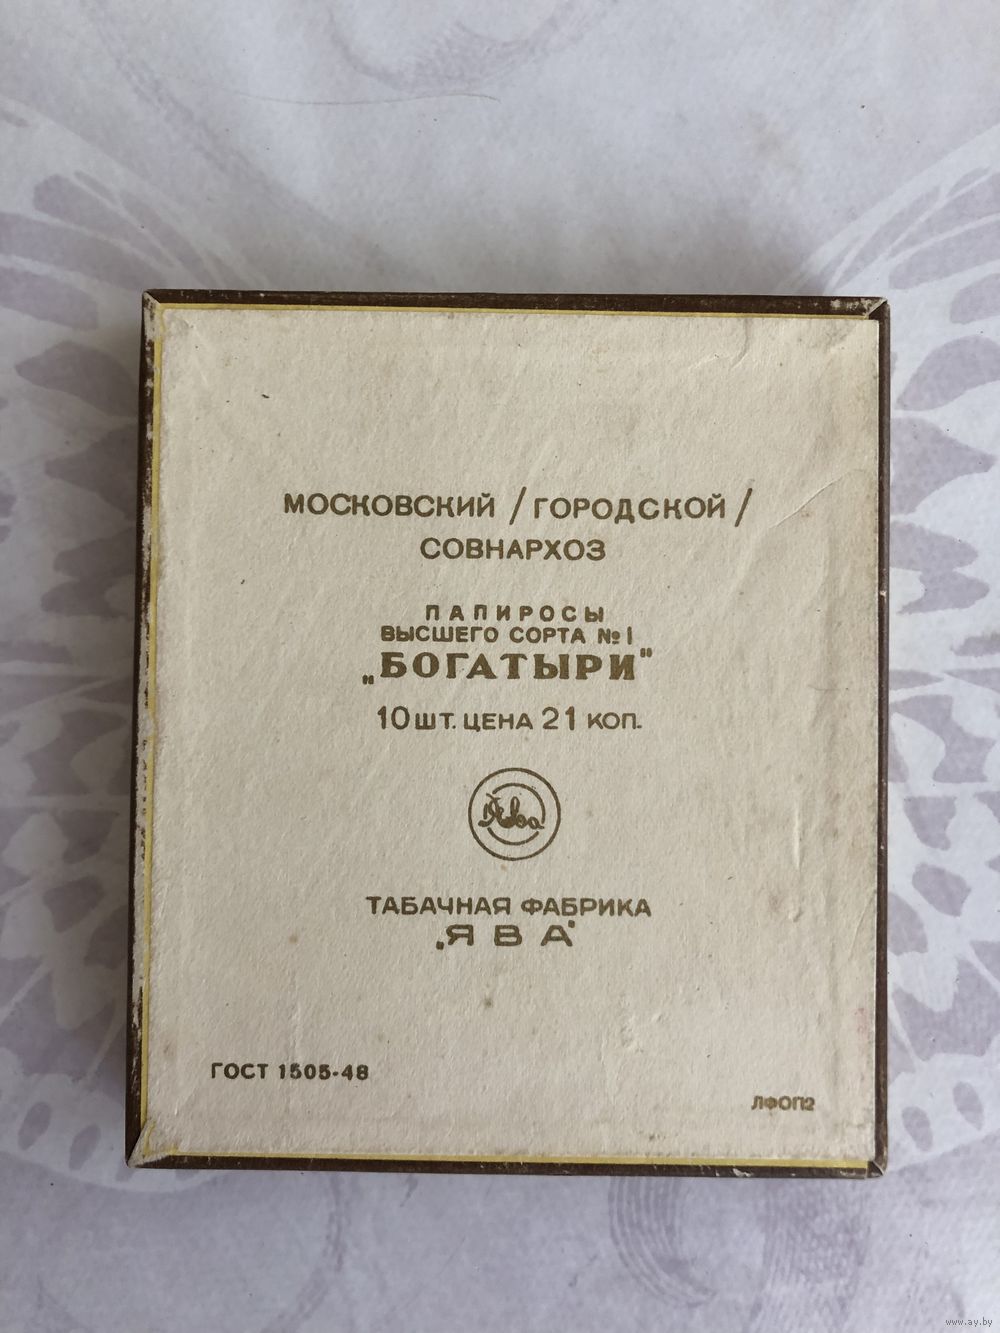 МОСКОВСКИЙ /ГОРОДСКОЙ/
СОВНАРХОЗ
ПАПИРОСЫ
ВЫСШЕГО СОРТА №1
„БОГАТЫРИ"
10 ШТ. ЦЕНА 21 КОП.
Ява
ТАБАЧНАЯ ФАБРИКА
„ЯВА"
ГОСТ 1505-48
ЛФОП2
www.ay.by